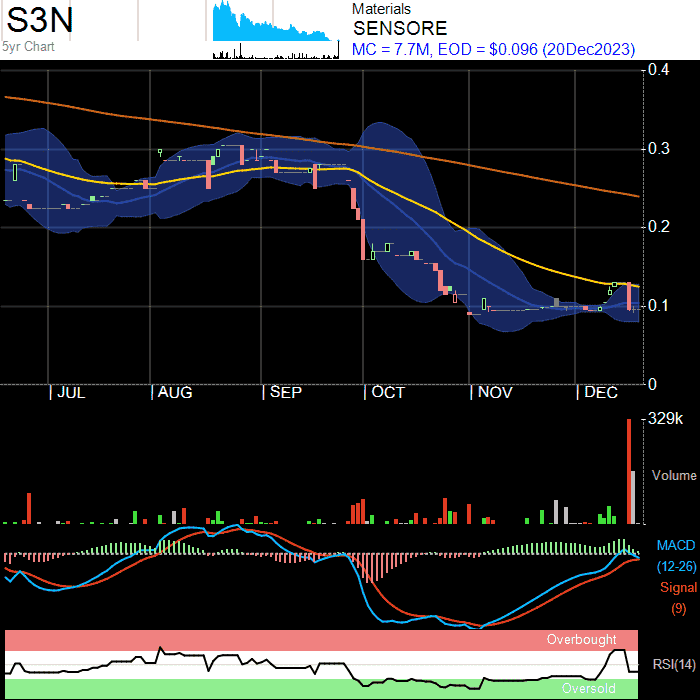 S3N
5yr Chart
Materials
SENSORE
MC = 7.7M, EOD = $0.096 (20Dec2023)
0.4
0.3
0.2
0.1
0
JUL AUG SEP OCT NOV DEC
329k
Volume
MACD
(12-26)
Signal
(9)
Overbought
RSI(14)
Oversold